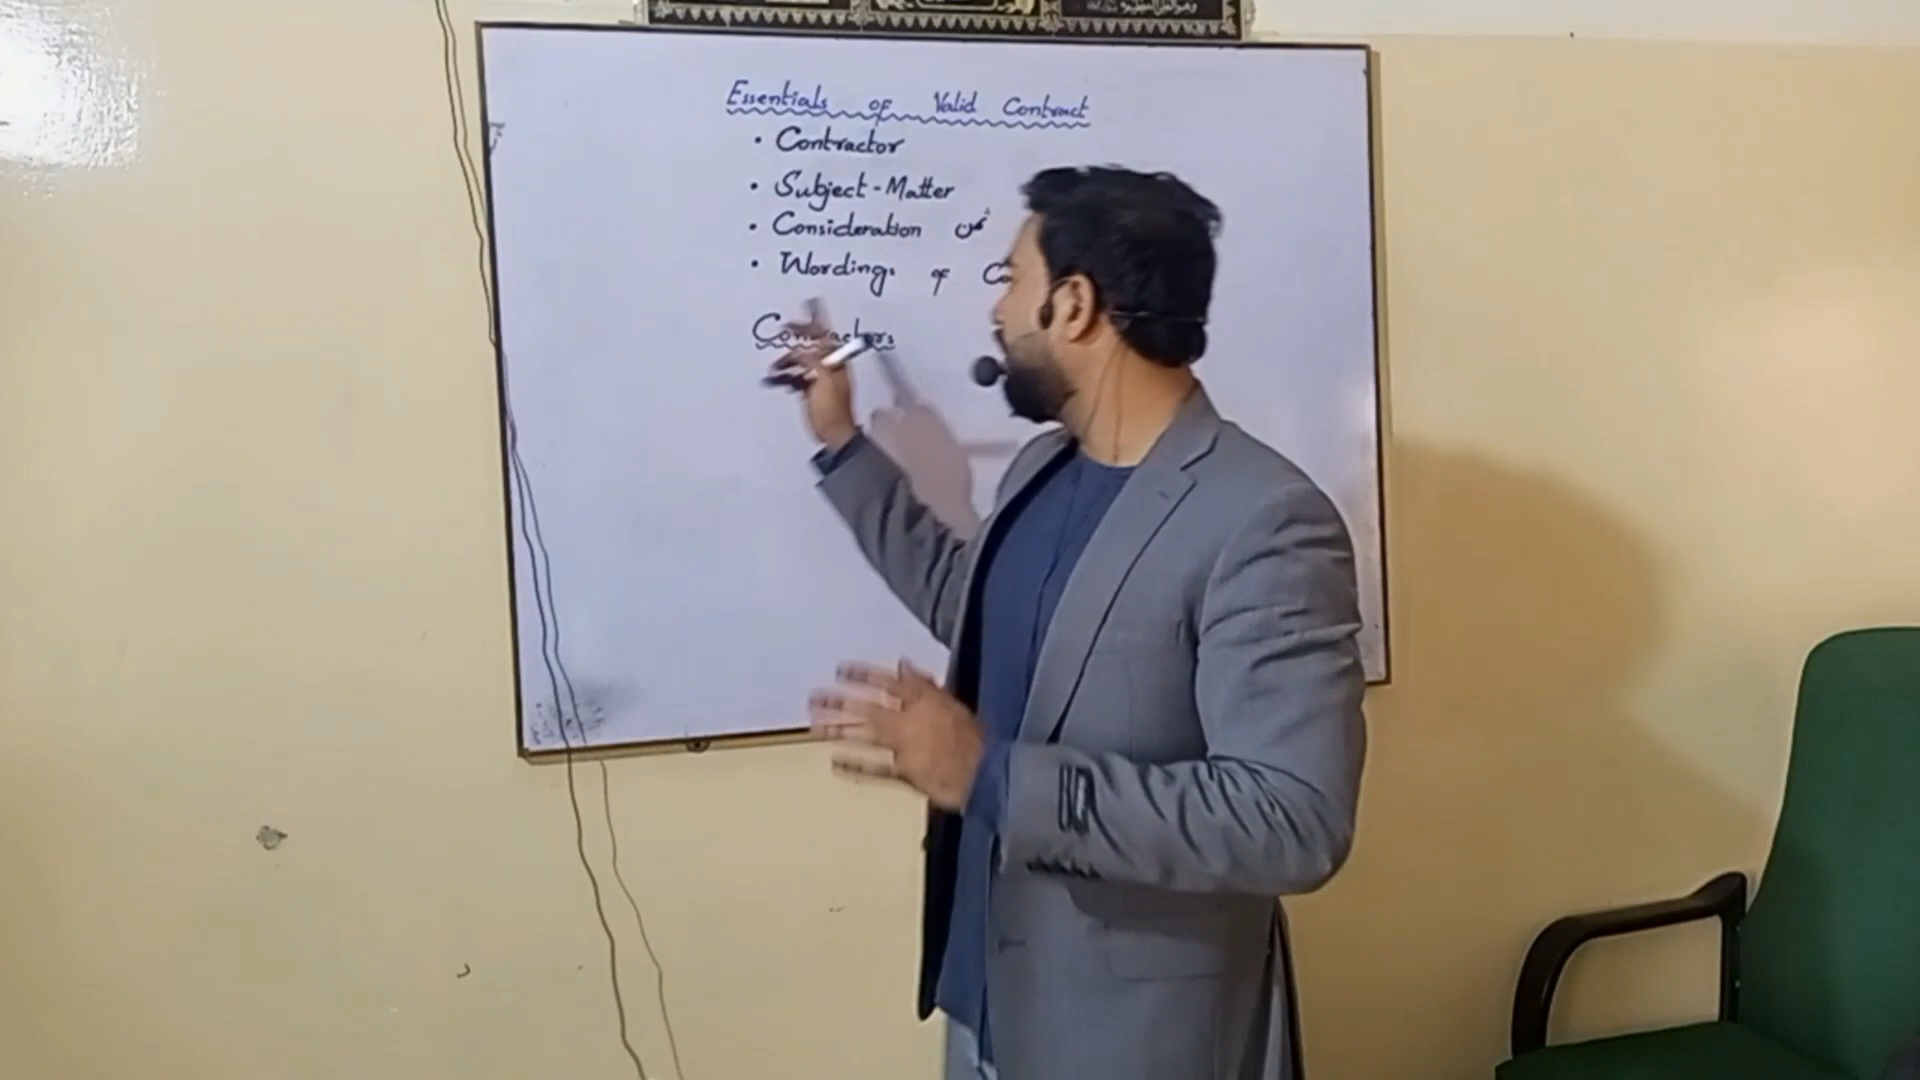 Essentials of Valid Contract
• Contractor
• Subject-Matter
• Consideration ثمن
• Wordings of
Contractors